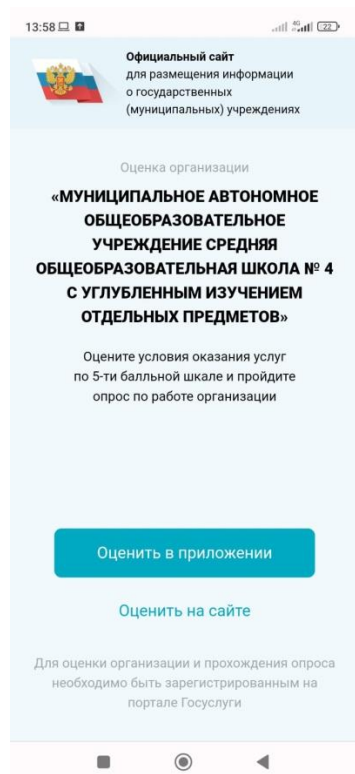 13:58
4G
22
Официальный сайт
для размещения информации
о государственных
(муниципальных) учреждениях
Оценка организации
«МУНИЦИПАЛЬНОЕ АВТОНОМНОЕ
ОБЩЕОБРАЗОВАТЕЛЬНОЕ
УЧРЕЖДЕНИЕ СРЕДНЯЯ
ОБЩЕОБРАЗОВАТЕЛЬНАЯ ШКОЛА № 4
С УГЛУБЛЕННЫМ ИЗУЧЕНИЕМ
ОТДЕЛЬНЫХ ПРЕДМЕТОВ»
Оцените условия оказания услуг
по 5-ти балльной шкале и пройдите
опрос по работе организации
Оценить в приложении
Оценить на сайте
Для оценки организации и прохождения опроса
необходимо быть зарегистрированным на
портале Госуслуги